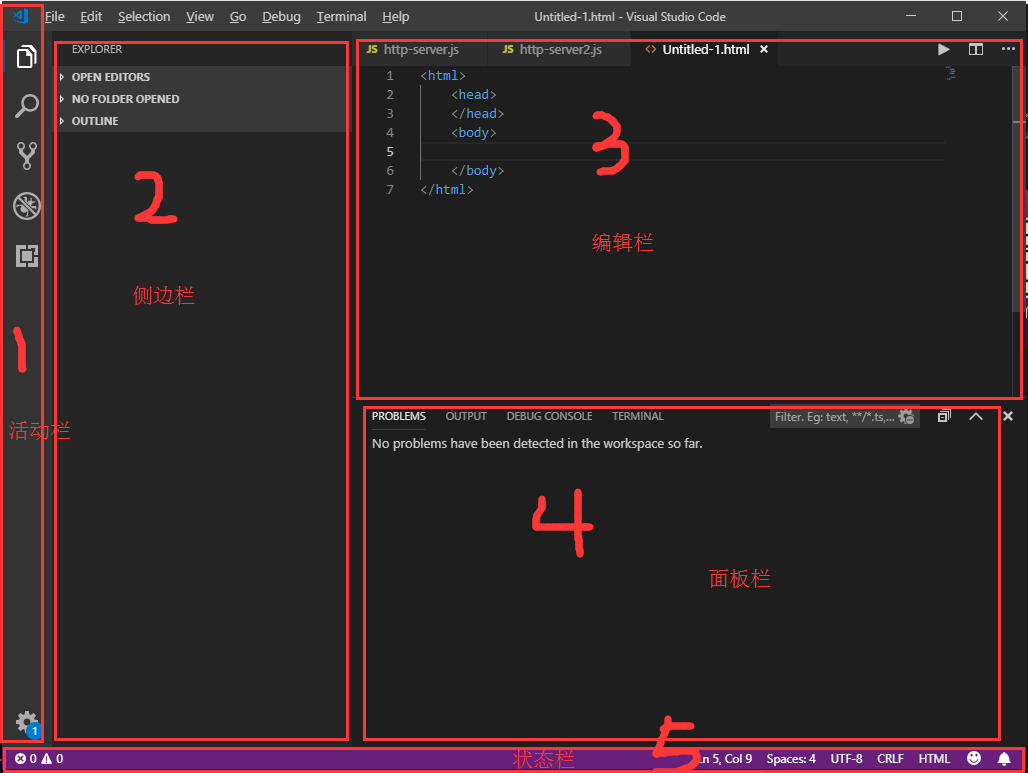 File Edit Selection View Go Debug Terminal Help Untitled-1.html - Visual Studio Code
EXPLORER
OPEN EDITORS
NO FOLDER OPENED
OUTLINE
2
侧边栏
1
活动栏
1
JS http-server.js JS http-server2.js <> Untitled-1.html
1 <html>
2 <head>
3 </head>
4 <body>
5
6 </body>
7 </html>
3
编辑栏
PROBLEMS OUTPUT DEBUG CONSOLE TERMINAL Filter. Eg: text, **/*.ts,...
No problems have been detected in the workspace so far.
4
面板栏
5
0 0 状态栏 Ln 5, Col 9 Spaces: 4 UTF-8 CRLF HTML